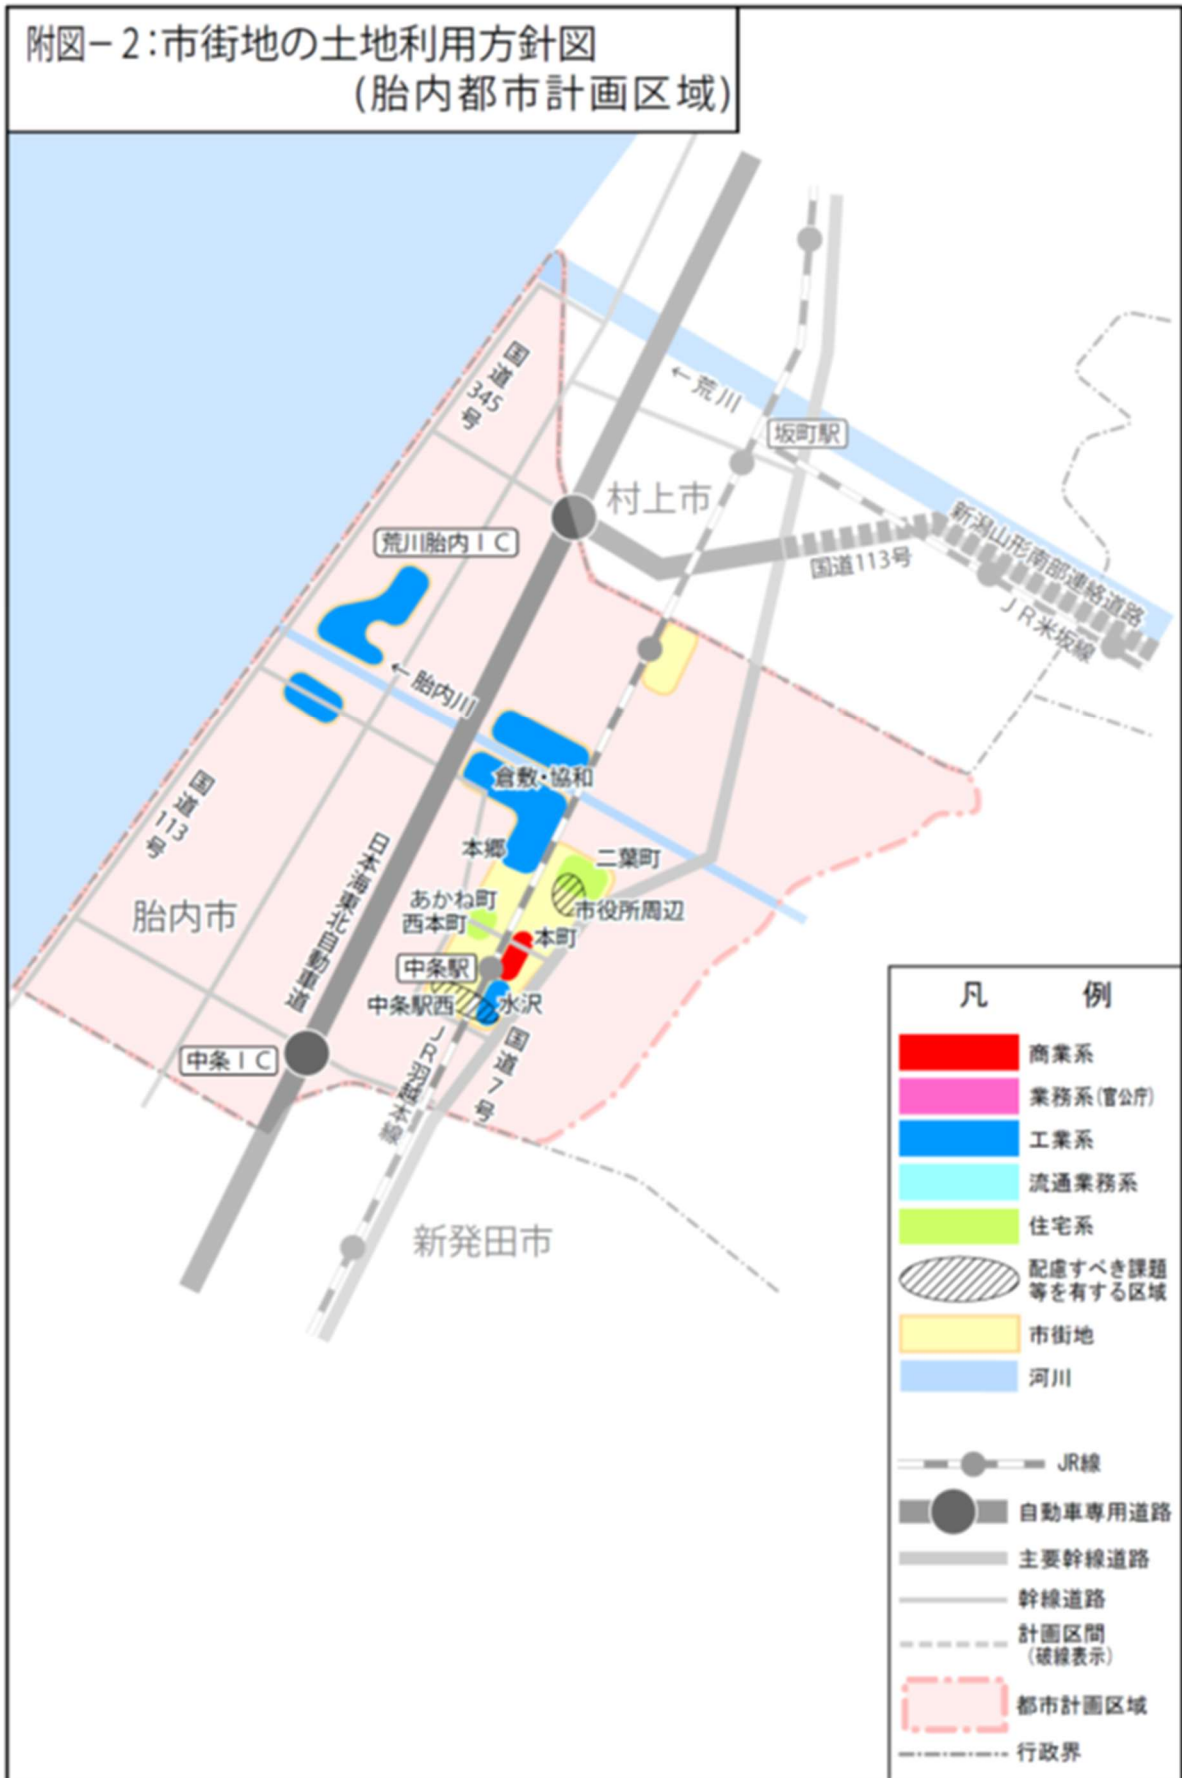 附図－2：市街地の土地利用方針図
(胎内都市計画区域)
国道345号
←荒川
坂町駅
村上市
荒川胎内ＩＣ
新潟山形南部連絡道路
国道113号
ＪＲ米坂線
←胎内川
倉敷・協和
国道113号
日本海東北自動車道
本郷
二葉町
あかね町
市役所周辺
西本町
胎内市
本町
中条駅
中条駅西
水沢
国道７号
ＪＲ羽越本線
中条ＩＣ
新発田市
凡例
商業系
業務系(官公庁)
工業系
流通業務系
住宅系
配慮すべき課題
等を有する区域
市街地
河川
JR線
自動車専用道路
主要幹線道路
幹線道路
計画区間
(破線表示)
都市計画区域
行政界